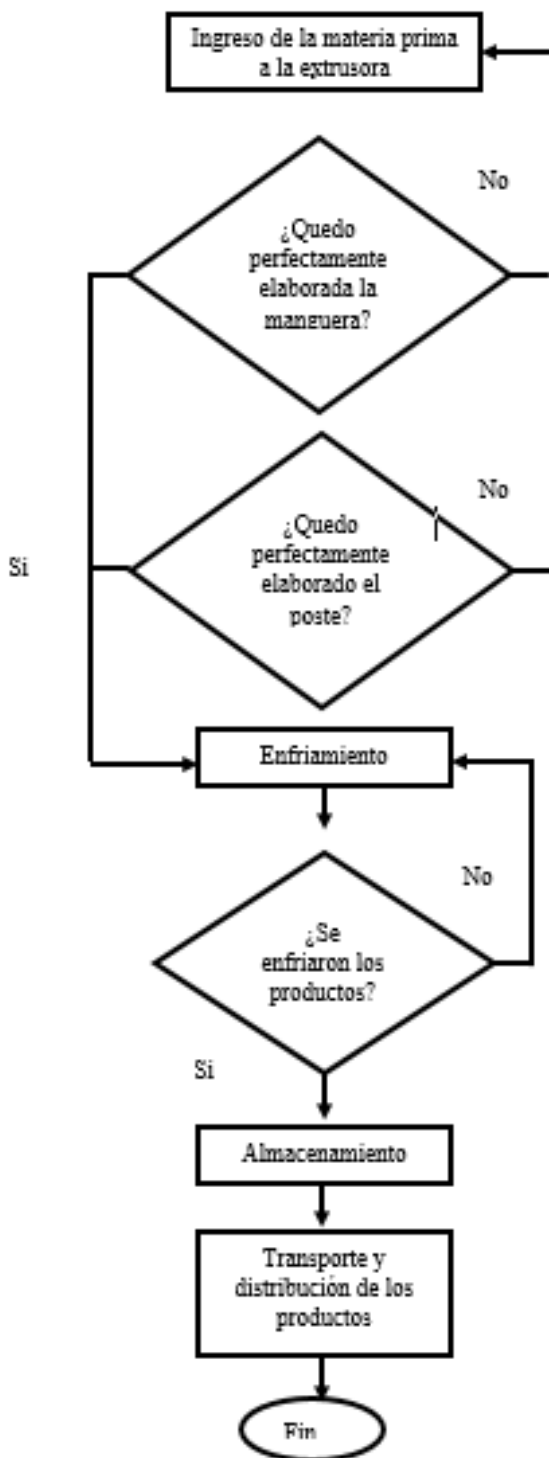 Ingreso de la materia prima
a la extrusora
No
¿Quedo
perfectamente
elaborada la
manguera?
No
¿Quedo
perfectamente
elaborado el
poste?
Si
Enfriamiento
No
¿Se
enfriaron los
productos?
Si
Almacenamiento
Transporte y
distribución de los
productos
Fin